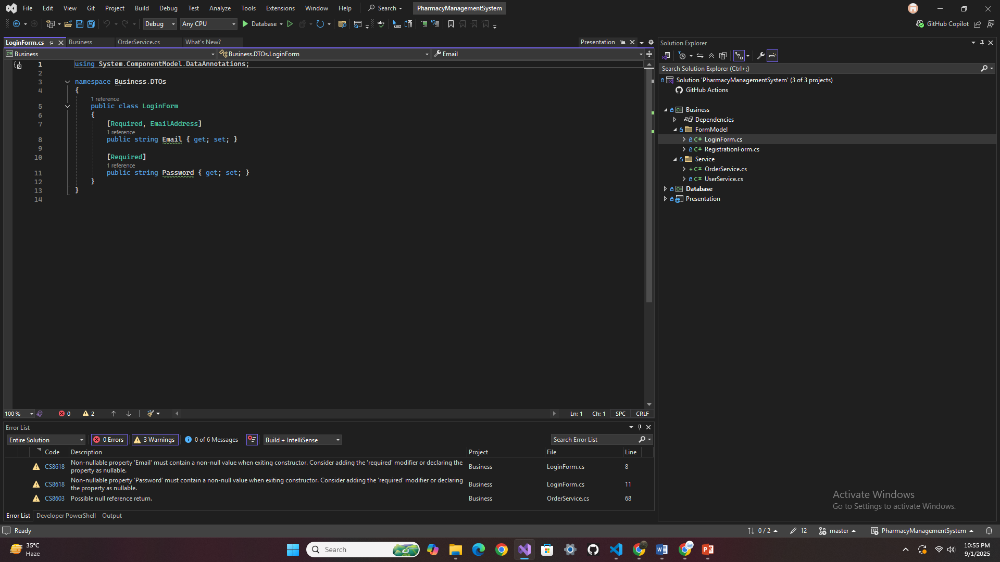 File Edit View Git Project Build Debug Test Analyze Tools Extensions Window Help Search PharmacyManagementSystem
Debug Any CPU Database GitHub Copilot
LoginForm.cs Business OrderService.cs What's New? Presentation
Business Business.DTOs.LoginForm Email
1 using System.ComponentModel.DataAnnotations;
2
3 namespace Business.DTOs
4 {
1 reference
5 public class LoginForm
6 {
7 [Required, EmailAddress]
1 reference
8 public string Email { get; set; }
9
10 [Required]
1 reference
11 public string Password { get; set; }
12 }
13 }
14
100 % 0 2 Ln: 1 Ch: 1 SPC CRLF
Error List
Entire Solution 0 Errors 3 Warnings 0 of 6 Messages Build + IntelliSense Search Error List
Code Description Project File Line
CS8618 Non-nullable property 'Email' must contain a non-null value when exiting constructor. Consider adding the 'required' modifier or declaring the
property as nullable. Business LoginForm.cs 8
CS8618 Non-nullable property 'Password' must contain a non-null value when exiting constructor. Consider adding the 'required' modifier or declaring
the property as nullable. Business LoginForm.cs 11
CS8603 Possible null reference return. Business OrderService.cs 68
Error List Developer PowerShell Output
Solution Explorer
Search Solution Explorer (Ctrl+;)
Solution 'PharmacyManagementSystem' (3 of 3 projects)
GitHub Actions
C# Business
Dependencies
FormModel
C# LoginForm.cs
C# RegistrationForm.cs
Service
+ C# OrderService.cs
C# UserService.cs
C# Database
Presentation
Activate Windows
Go to Settings to activate Windows.
Ready 0 / 2 12 master PharmacyManagementSystem
35°C
Haze
Search
10:55 PM
9/1/2025